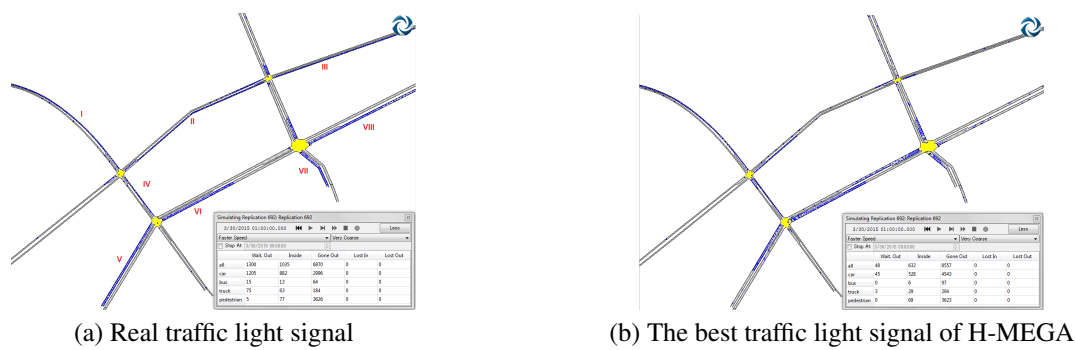 III
I
II
VIII
VII
IV
VI
V
Simulating Replication 692: Replication 692
3/30/2015 01:00:00.000 Less
Faster Speed Very Coarse
Stop At
Wait. Out Inside Gone Out Lost In Lost Out
all 1300 1035 6870 0 0
car 1205 882 2996 0 0
bus 15 13 64 0 0
truck 75 63 184 0 0
pedestrian 5 77 3626 0 0
(a) Real traffic light signal
Simulating Replication 692: Replication 692
3/30/2015 01:00:00.000 Less
Faster Speed Very Coarse
Stop At
Wait. Out Inside Gone Out Lost In Lost Out
all 48 632 8557 0 0
car 45 528 4543 0 0
bus 0 6 97 0 0
truck 3 29 294 0 0
pedestrian 0 69 3623 0 0
(b) The best traffic light signal of H-MEGA